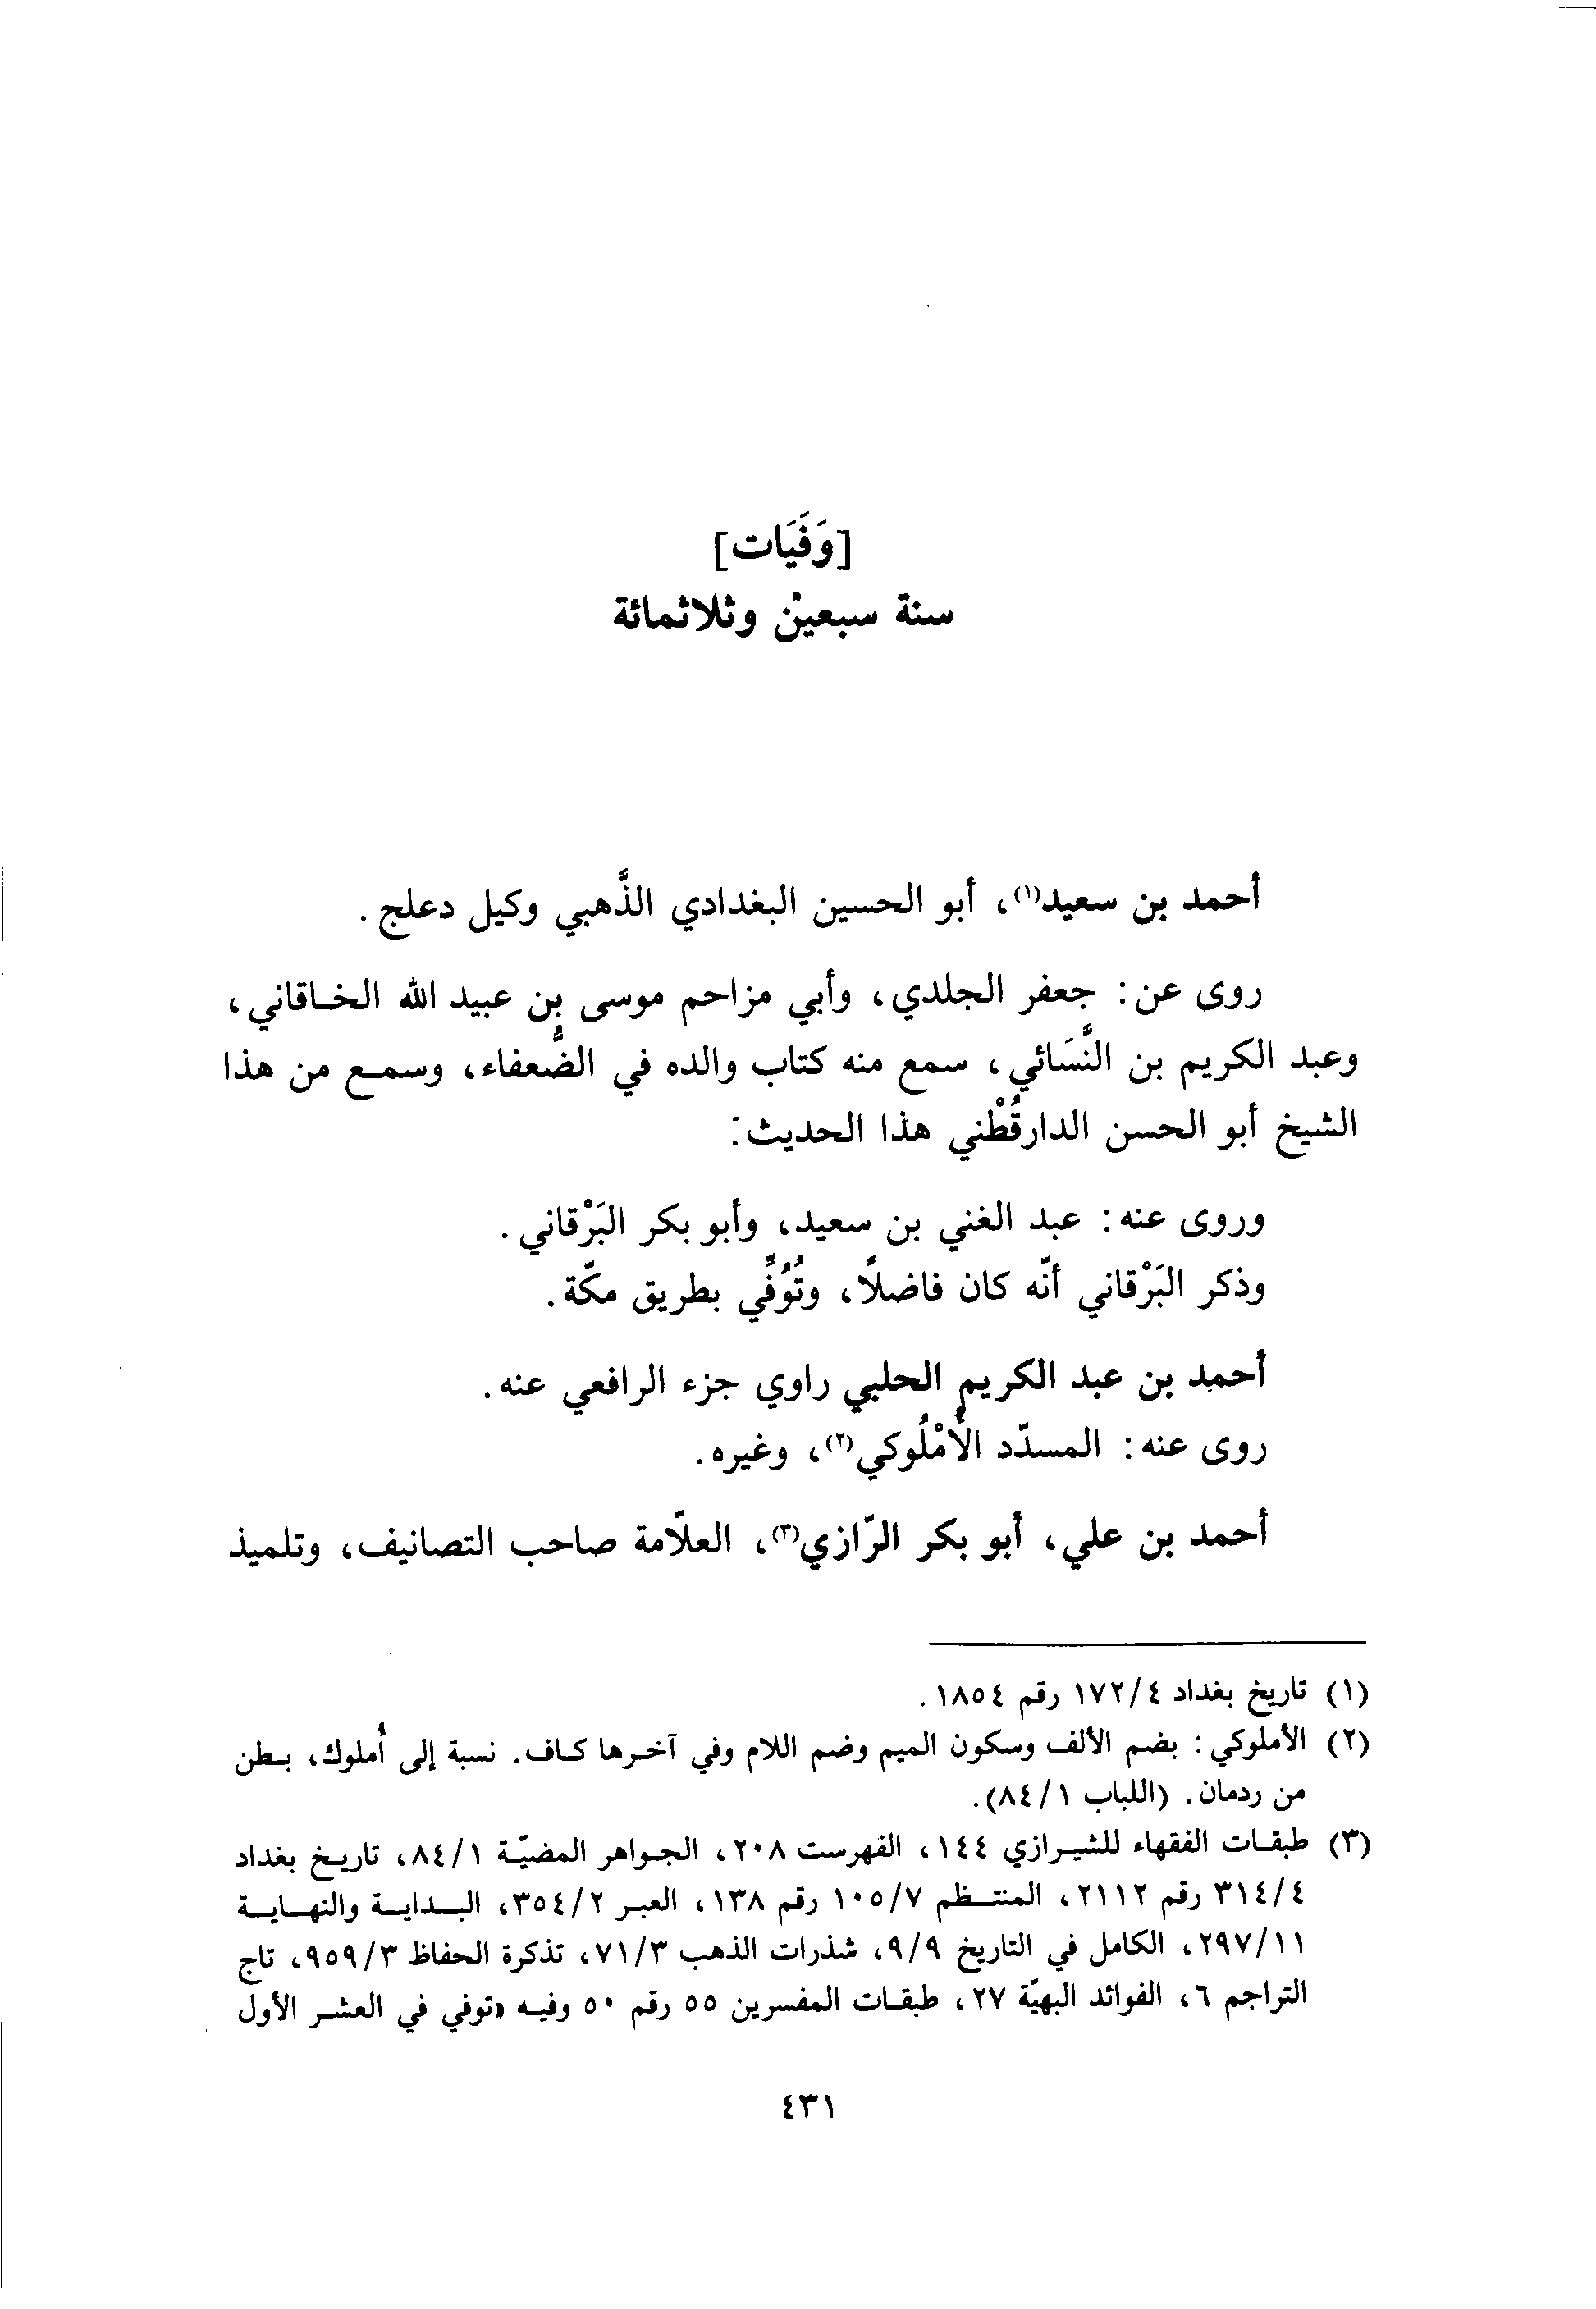 [وَفَيَات]
سنة سبعين وثلاثمائة
أحمد بن سعيد(١)، أبو الحسين البغدادي الذَّهبي وكيل دعلج.
روى عن: جعفر الجلدي، وأبي مزاحم موسى بن عبيد الله الخاقاني،
وعبد الكريم بن النَّسَائي، سمع منه كتاب والده في الضُّعفاء، وسمع من هذا
الشيخ أبو الحسن الدارقُطْني هذا الحديث:
وروى عنه: عبد الغني بن سعيد، وأبو بكر البَرْقاني.
وذكر البَرْقاني أنّه كان فاضلًا، وتُوُفِّي بطريق مكّة.
أحمد بن عبد الكريم الحلبي راوي جزء الرافعي عنه.
روى عنه: المسدّد الأُمْلُوكي(٢)، وغيره.
أحمد بن علي، أبو بكر الرّازي(٣)، العلاّمة صاحب التصانيف، وتلميذ
(١) تاريخ بغداد ١٧٢/٤ رقم ١٨٥٤.
(٢) الأملوكي: بضم الألف وسكون الميم وضم اللام وفي آخرها كاف. نسبة إلى أُملوك، بطن
من ردمان. (اللباب ٨٤/١).
(٣) طبقات الفقهاء للشيرازي ١٤٤، الفهرست ٢٠٨، الجواهر المضيّة ٨٤/١، تاريخ بغداد
٣١٤/٤ رقم ٢١١٢، المنتظم ١٠٥/٧ رقم ١٣٨، العبر ٣٥٤/٢، البداية والنهاية
٢٩٧/١١، الكامل في التاريخ ٩/٩، شذرات الذهب ٧١/٣، تذكرة الحفاظ ٩٥٩/٣، تاج
التراجم ٦، الفوائد البهيّة ٢٧، طبقات المفسرين ٥٥ رقم ٥٠ وفيه «توفي في العشر الأول
٤٣١